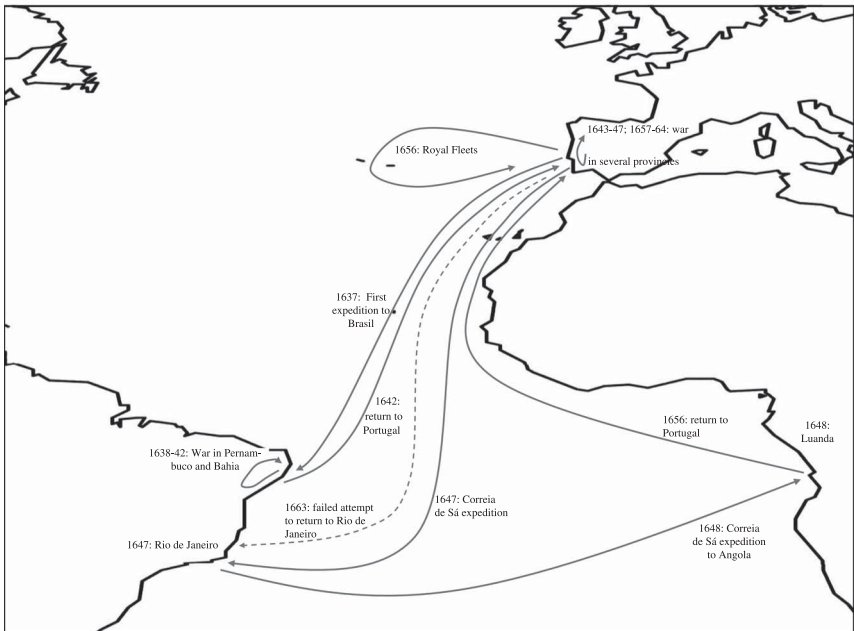 1643-47; 1657-64: war
in several provincies
1656: Royal Fleets
1637: First
expedition to
Brasil
1642:
return to
Portugal
1656: return to
Portugal
1648:
Luanda
1638-42: War in Pernam-
buco and Bahia
1663: failed attempt
to return to Rio de
Janeiro
1647: Correia
de Sá expedition
1647: Rio de Janeiro
1648: Correia
de Sá expedition
to Angola